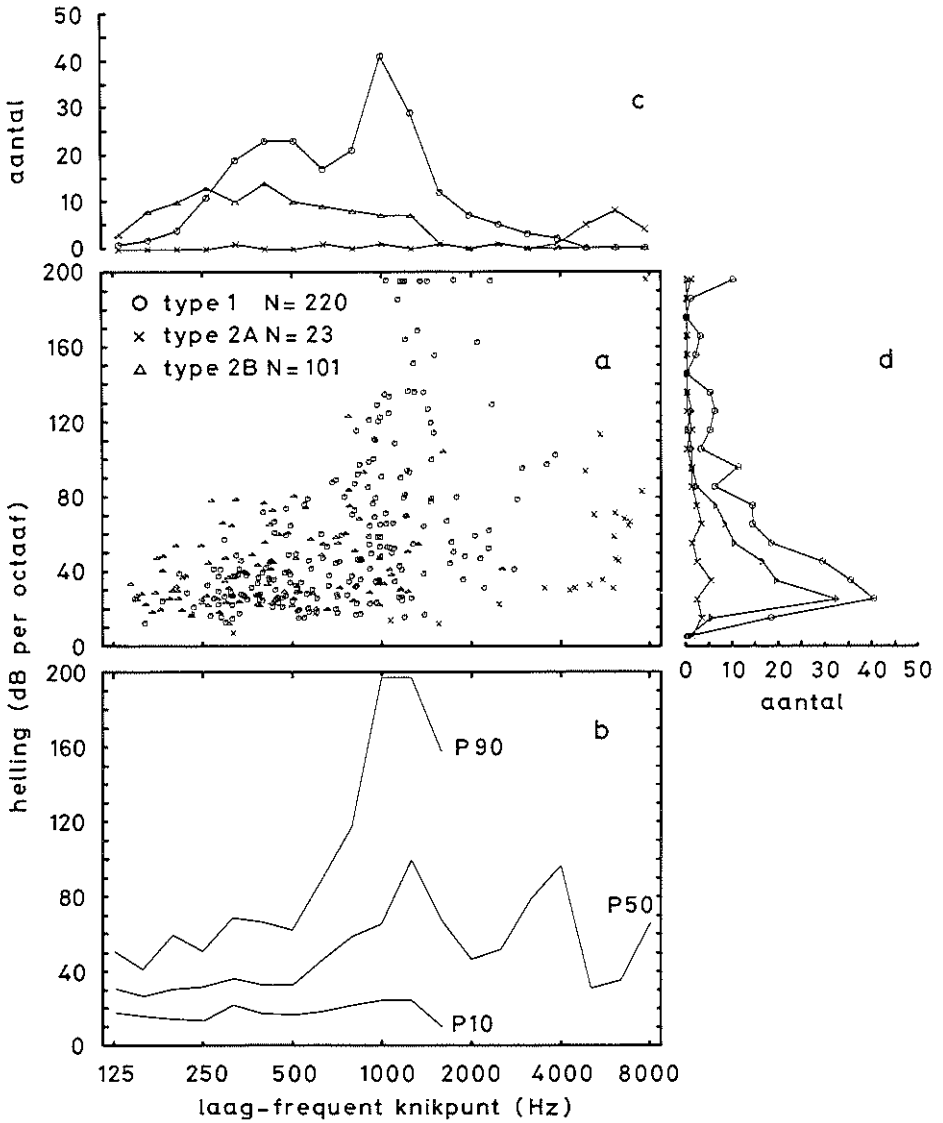 50
40
30
20
10
0
aantal
c
200
160
120
80
40
0
o type 1 N= 220
× type 2A N= 23
△ type 2B N= 101
a
d
0 10 20 30 40 50
aantal
helling (dB per octaaf)
200
160
120
80
40
0
b
P90
P50
P10
125 250 500 1000 2000 4000 8000
laag-frequent knikpunt (Hz)